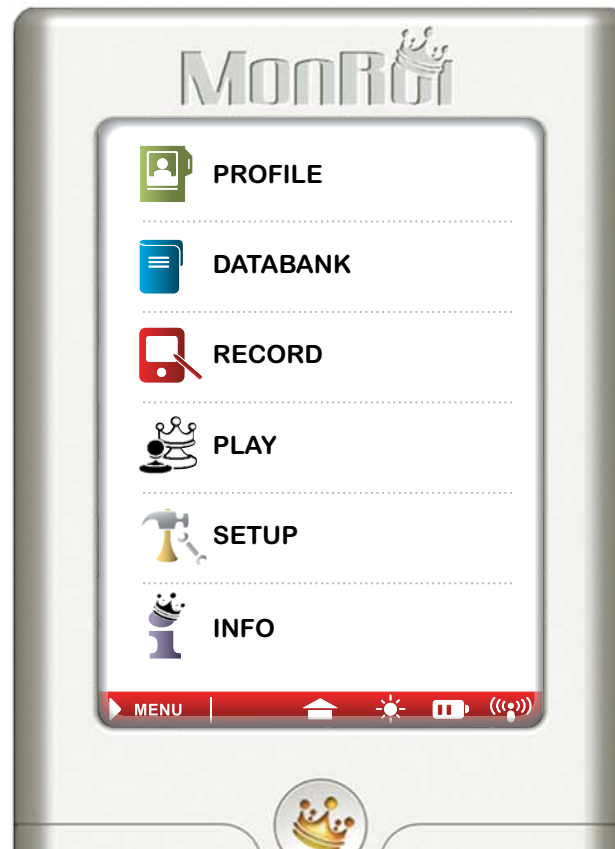 MonRoi
PROFILE
DATABANK
RECORD
PLAY
SETUP
INFO
MENU